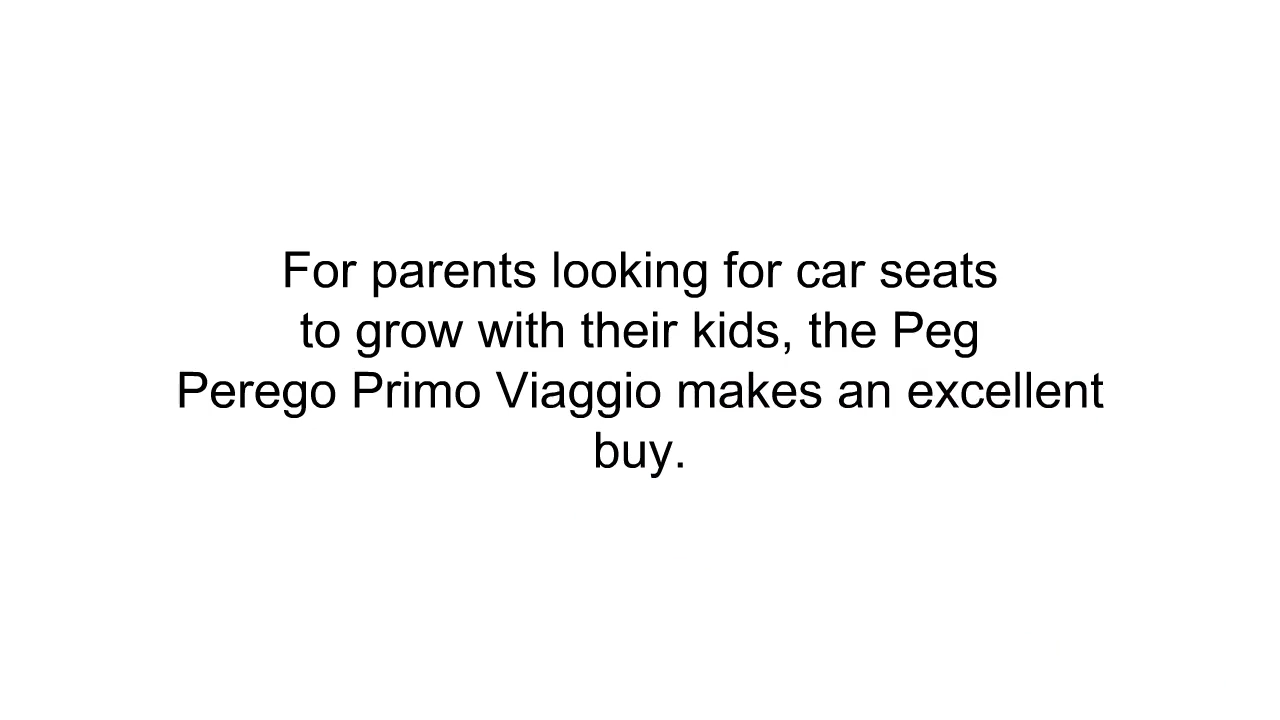 For parents looking for car seats
to grow with their kids, the Peg
Perego Primo Viaggio makes an excellent
buy.